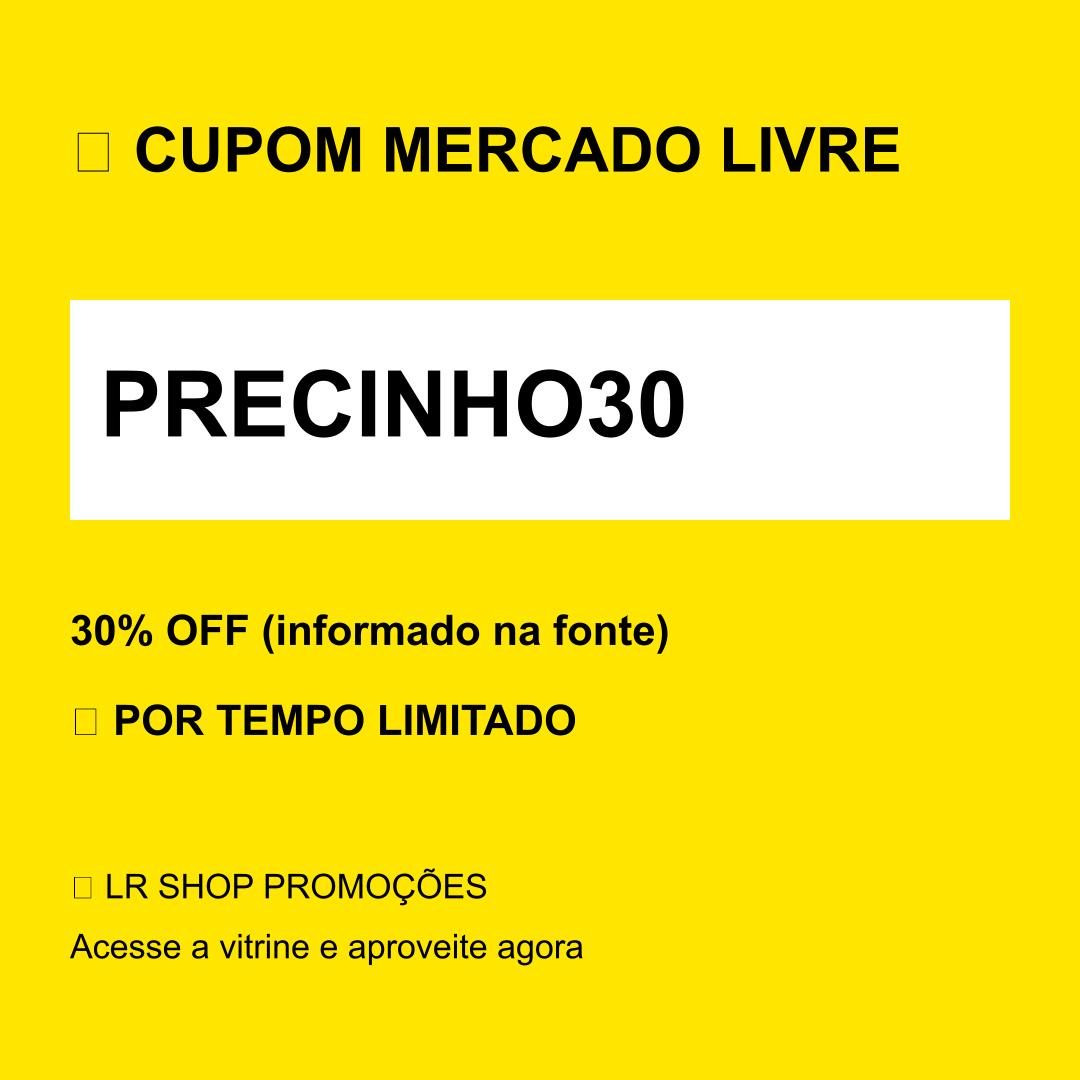 □ CUPOM MERCADO LIVRE
PRECINHO30
30% OFF (informado na fonte)
□ POR TEMPO LIMITADO
□ LR SHOP PROMOÇÕES
Acesse a vitrine e aproveite agora